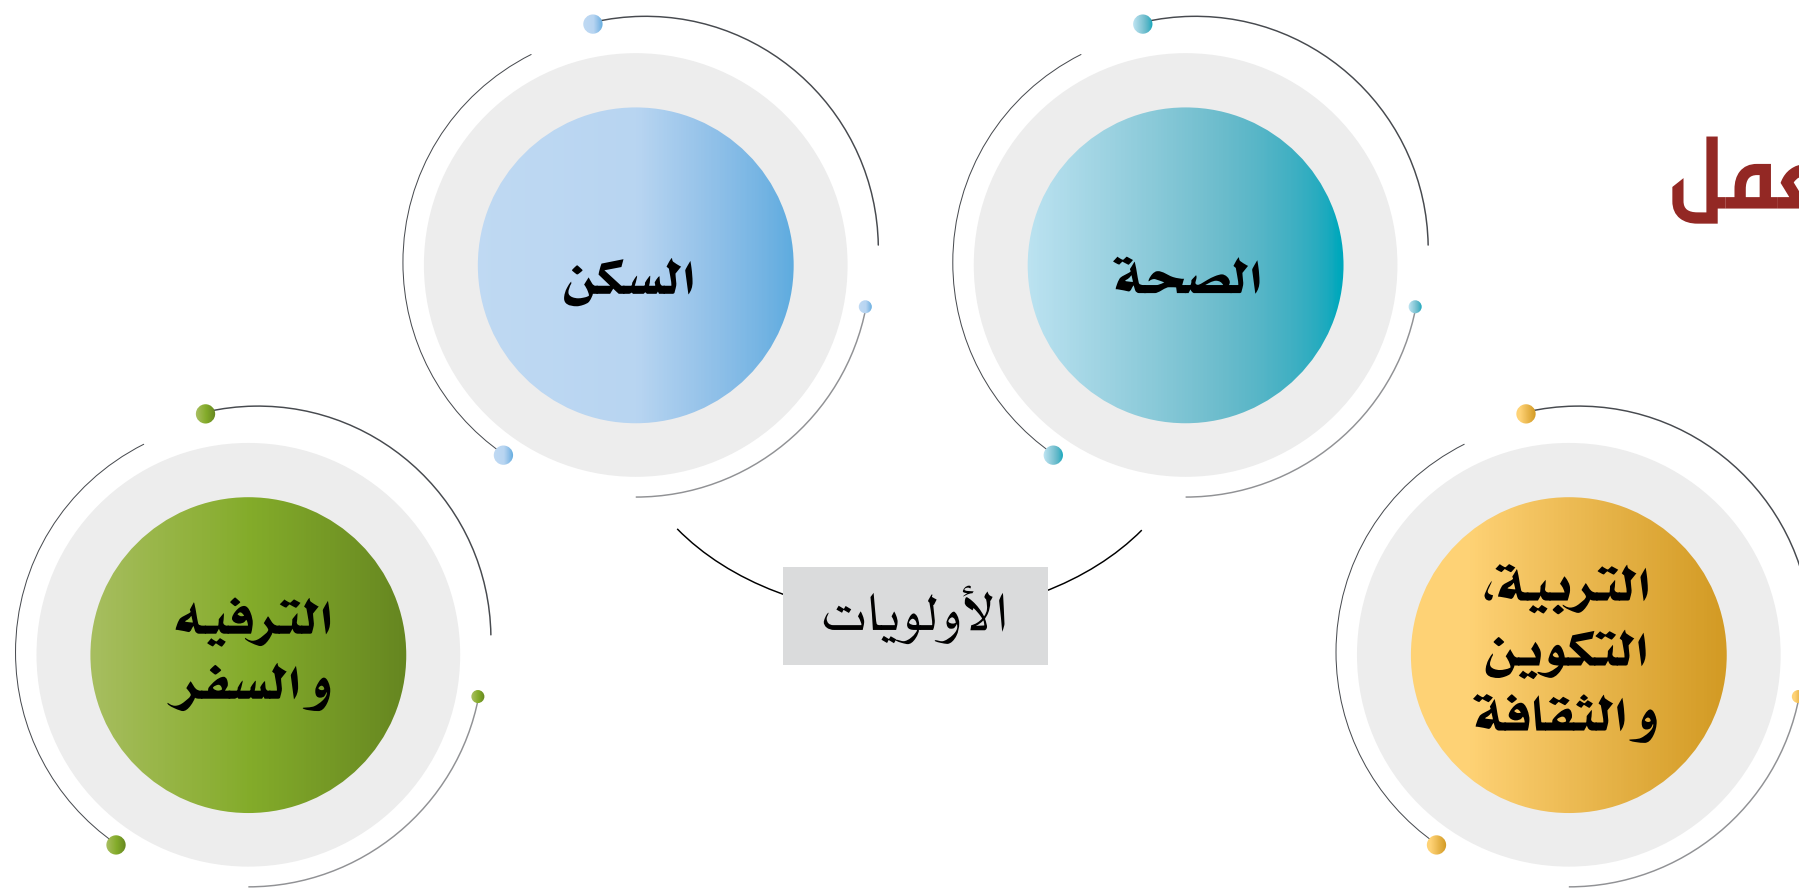 الصحة
السكن
الأولويات
التربية،
التكوين
والثقافة
الترفيه
والسفر